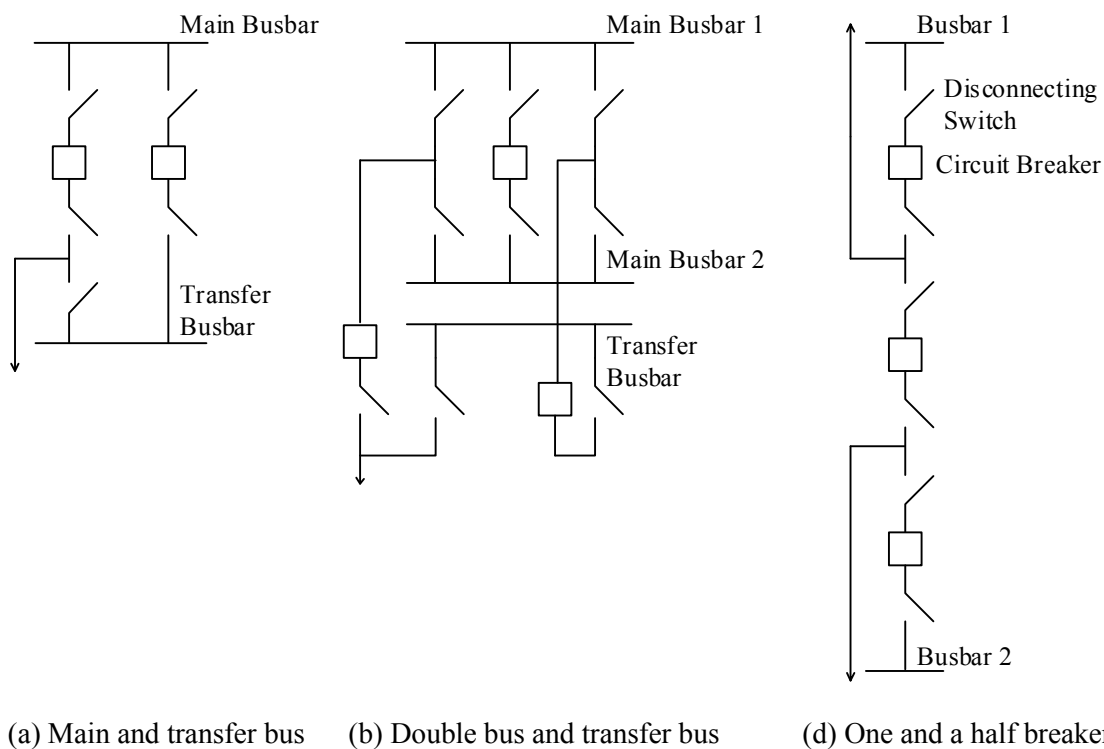 Main Busbar
Transfer
Busbar
Main Busbar 1
Main Busbar 2
Transfer
Busbar
Busbar 1
Disconnecting
Switch
Circuit Breaker
Busbar 2
(a) Main and transfer bus
(b) Double bus and transfer bus
(d) One and a half breaker